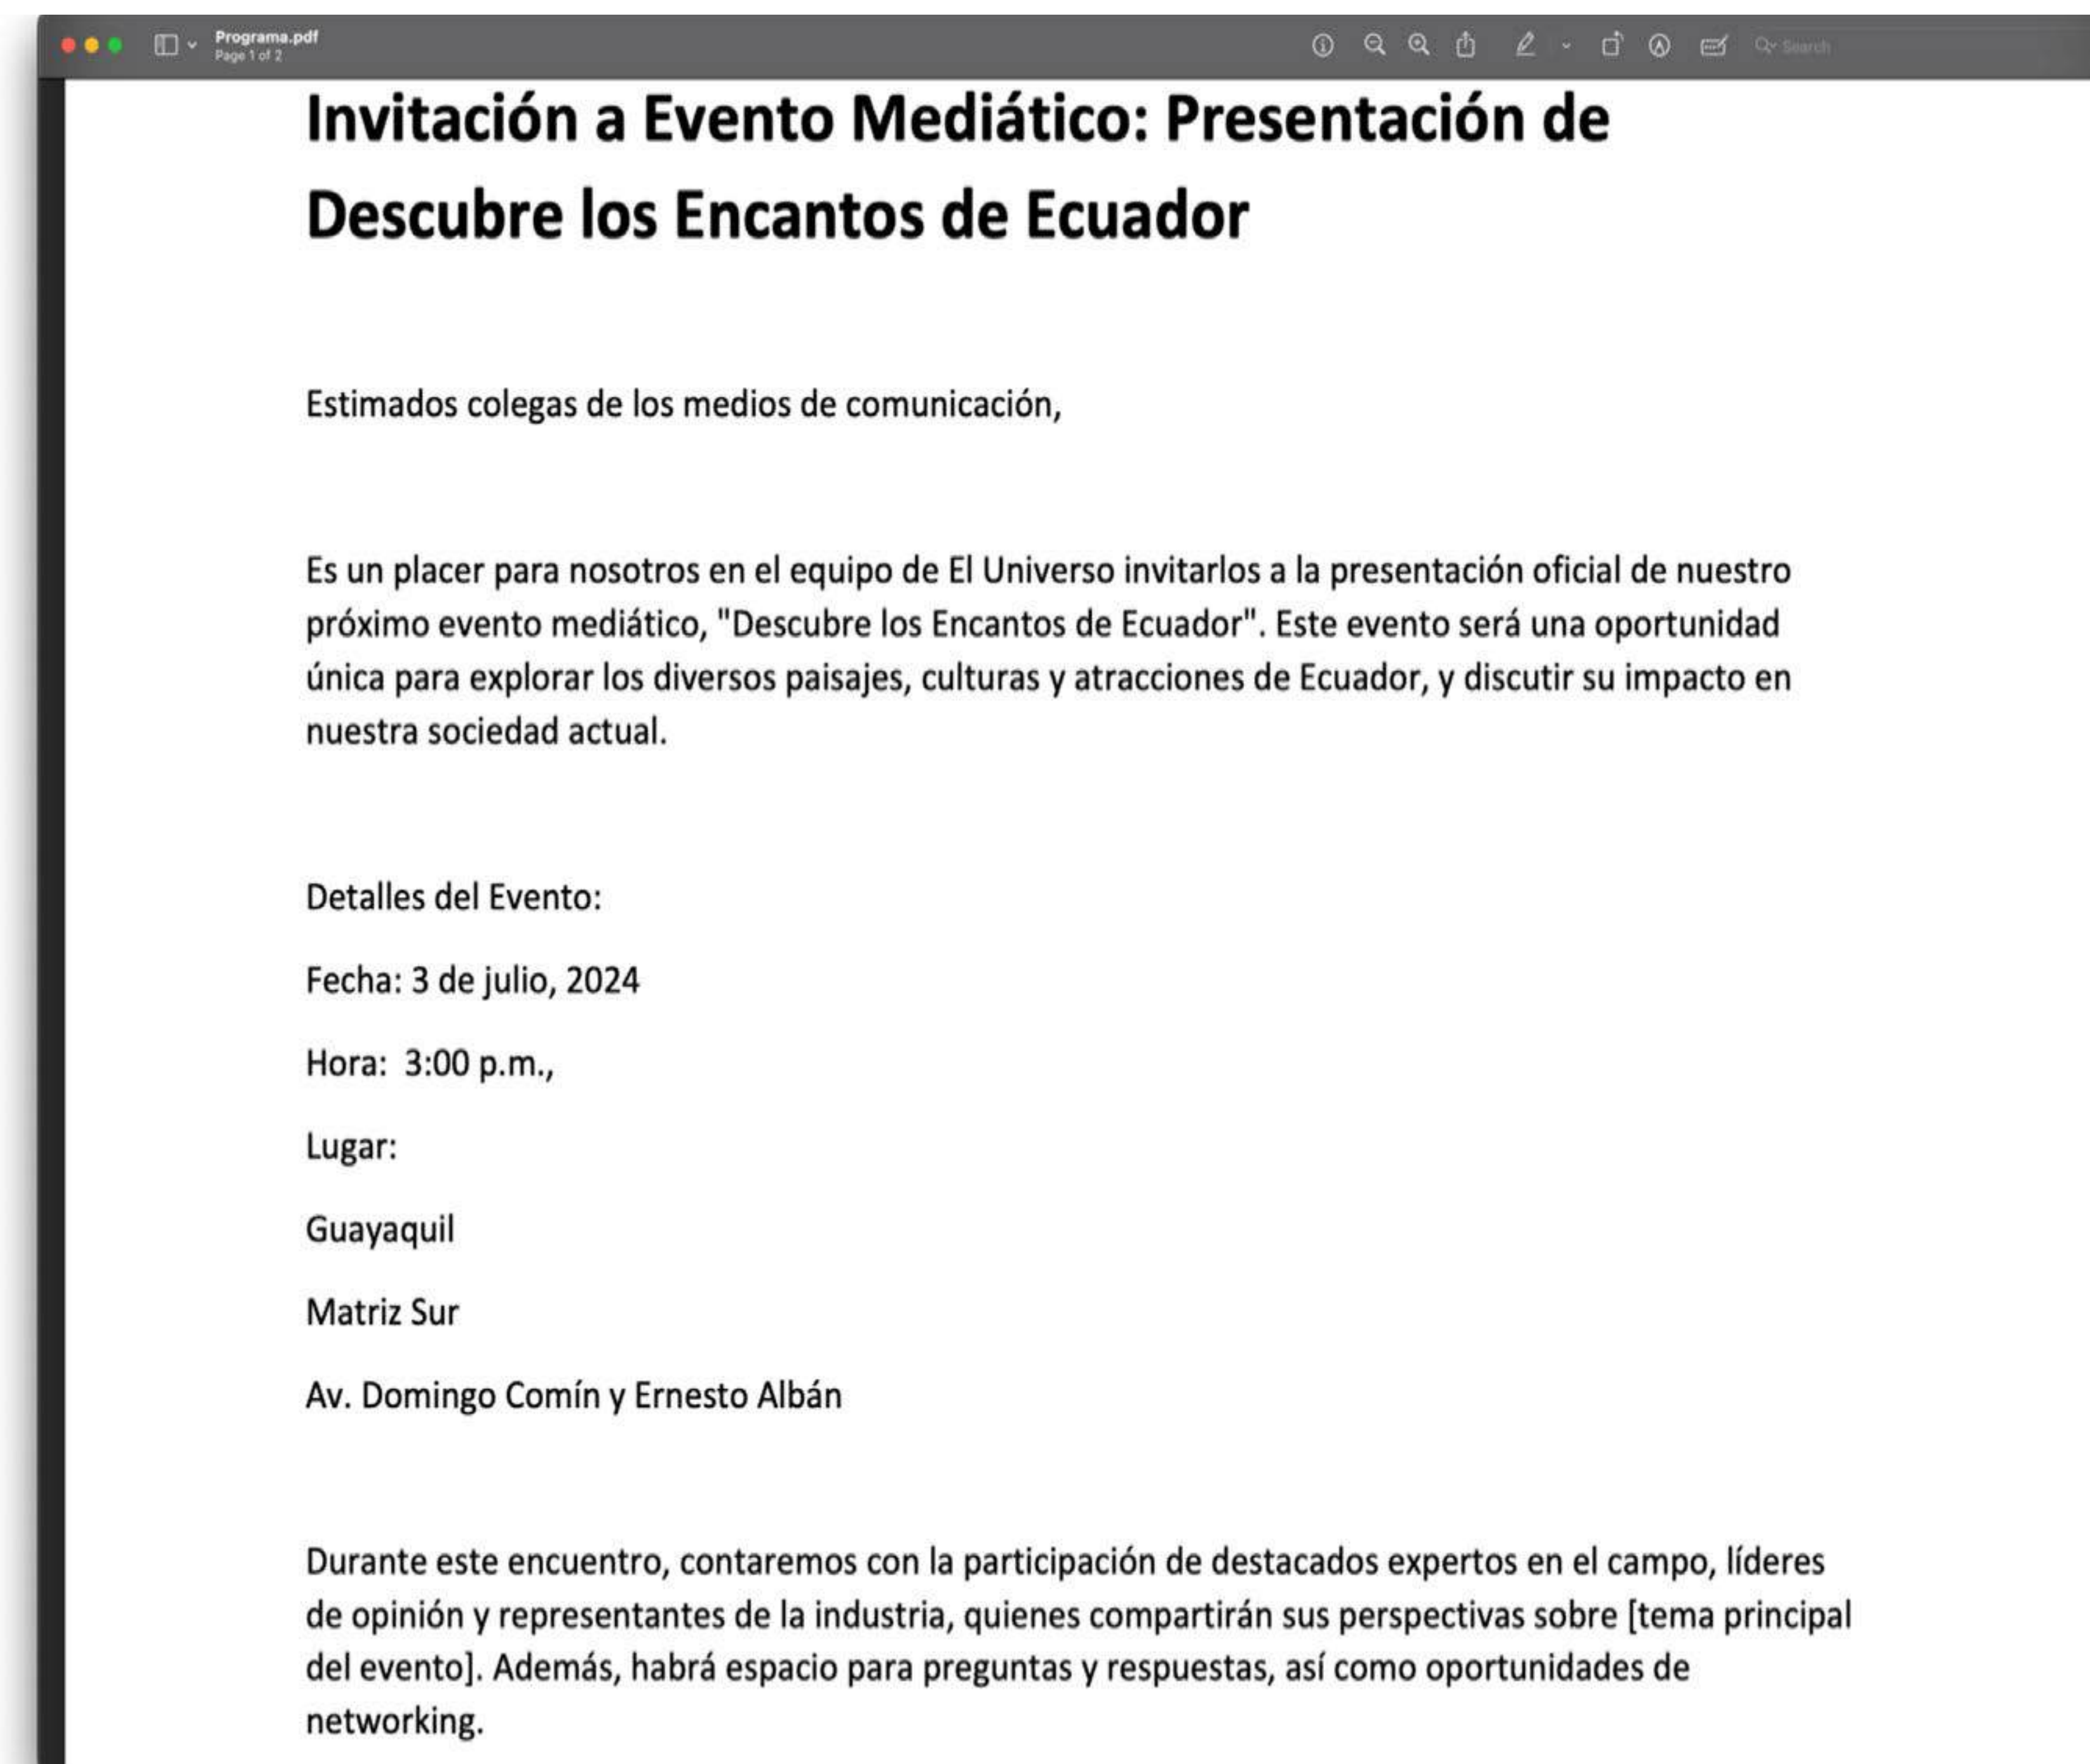 Programa.pdf
Page 1 of 2
Search
Invitación a Evento Mediático: Presentación de
Descubre los Encantos de Ecuador
Estimados colegas de los medios de comunicación,
Es un placer para nosotros en el equipo de El Universo invitarlos a la presentación oficial de nuestro
próximo evento mediático, "Descubre los Encantos de Ecuador". Este evento será una oportunidad
única para explorar los diversos paisajes, culturas y atracciones de Ecuador, y discutir su impacto en
nuestra sociedad actual.
Detalles del Evento:
Fecha: 3 de julio, 2024
Hora:  3:00 p.m.,
Lugar:
Guayaquil
Matriz Sur
Av. Domingo Comín y Ernesto Albán
Durante este encuentro, contaremos con la participación de destacados expertos en el campo, líderes
de opinión y representantes de la industria, quienes compartirán sus perspectivas sobre [tema principal
del evento]. Además, habrá espacio para preguntas y respuestas, así como oportunidades de
networking.